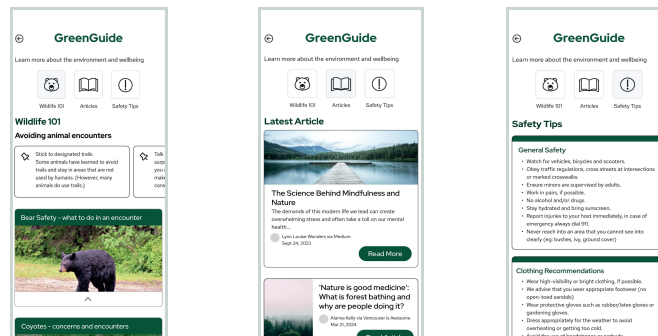 GreenGuide
Learn more about the environment and wellbeing
Wildlife 101
Articles
Safety Tips
Wildlife 101
Avoiding animal encounters
Stick to designated trails.
Some animals have learned to avoid
trails and stay in areas that are not
used by humans. (However, many
animals do use trails.)
Talk
surp
you
mak
cons
Bear Safety - what to do in an encounter
Coyotes - concerns and encounters
GreenGuide
Learn more about the environment and wellbeing
Wildlife 101
Articles
Safety Tips
Latest Article
The Science Behind Mindfulness and
Nature
The demands of this modern life we lead can create
overwhelming stress and often take a toll on our mental
health...
Lynn Louise Wonders via Medium
Sept 24, 2023
Read More
'Nature is good medicine':
What is forest bathing and
why are people doing it?
Alanna Kelly via Vancouver is Awesome
Mar 21, 2024
GreenGuide
Learn more about the environment and wellbeing
Wildlife 101
Articles
Safety Tips
Safety Tips
General Safety
• Watch for vehicles, bicycles and scooters.
• Obey traffic regulations, cross streets at intersections
or marked crosswalks.
• Ensure minors are supervised by adults.
• Work in pairs, if possible.
• No alcohol and/or drugs.
• Stay hydrated and bring sunscreen.
• Report injuries to your host immediately, in case of
emergency always dial 911.
• Never reach into an area that you cannot see into
clearly (eg: bushes, ivy, ground cover)
Clothing Recommendations
• Wear high-visibility or bright clothing, if possible.
• We advise that you wear appropriate footwear (no
open-toed sandals)
• Wear protective gloves such as rubber/latex gloves or
gardening gloves.
• Dress appropriately for the weather to avoid
overheating or getting too cold.